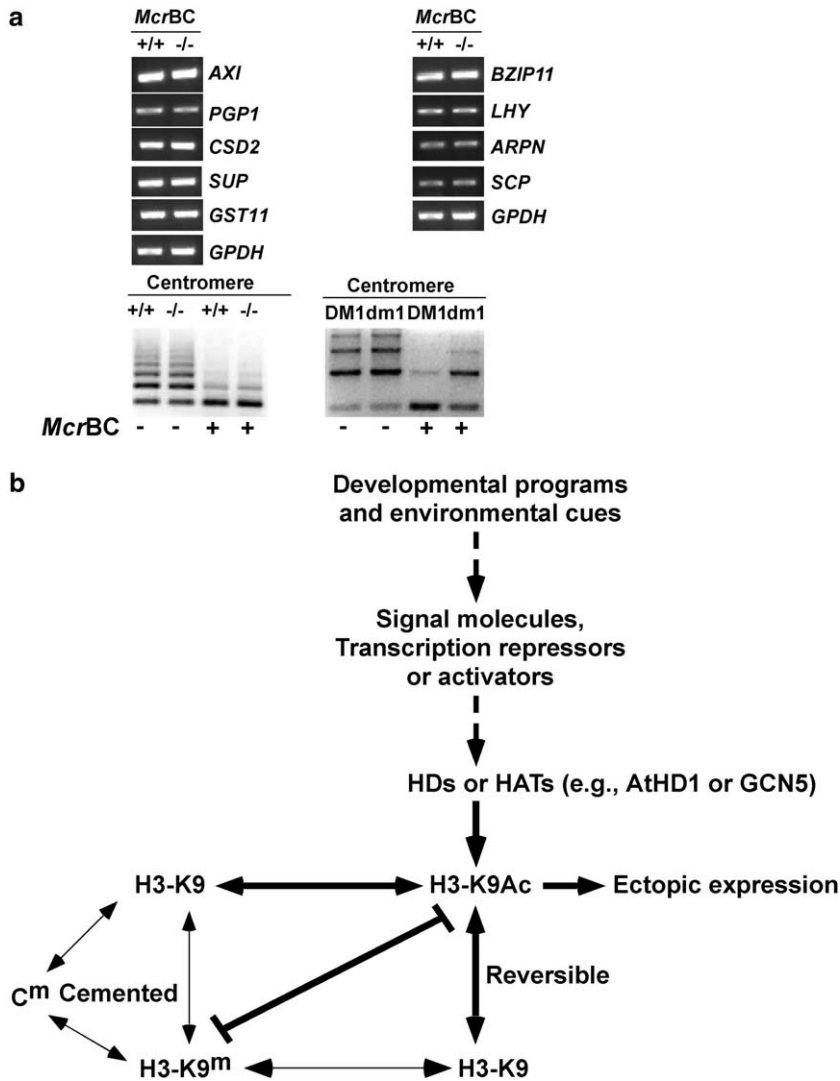 a
McrBC
+/+ -/-
AXI
PGP1
CSD2
SUP
GST11
GPDH
McrBC
+/+ -/-
BZIP11
LHY
ARPN
SCP
GPDH
Centromere
+/+ -/- +/+ -/-
Centromere
DM1 dm1 DM1 dm1
McrBC - - + +
- - + +
b
Developmental programs
and environmental cues
Signal molecules,
Transcription repressors
or activators
HDs or HATs (e.g., AtHD1 or GCN5)
H3-K9 H3-K9Ac Ectopic expression
Reversible
Cm Cemented
H3-K9m H3-K9